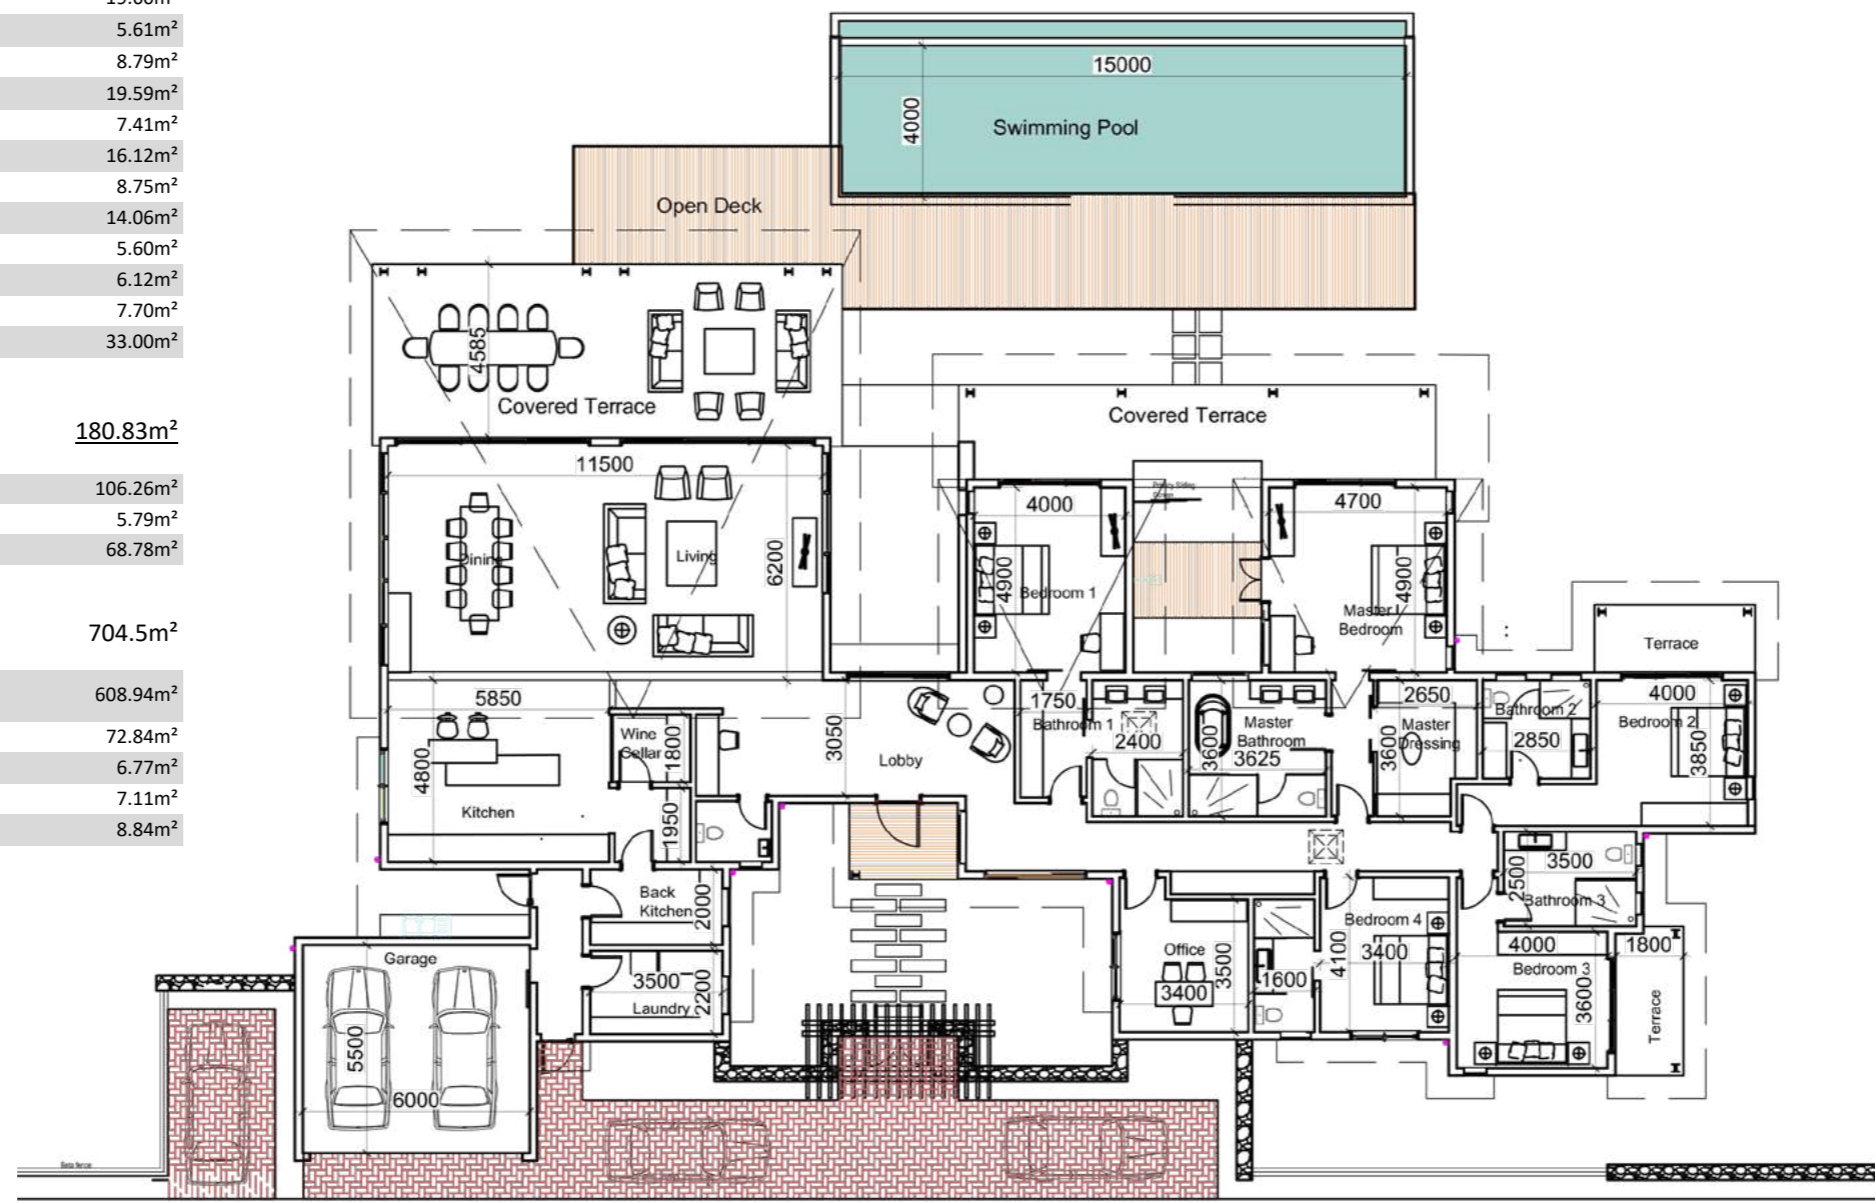 5.61m²
8.79m²
19.59m²
7.41m²
16.12m²
8.75m²
14.06m²
5.60m²
6.12m²
7.70m²
33.00m²
180.83m²
106.26m²
5.79m²
68.78m²
704.5m²
608.94m²
72.84m²
6.77m²
7.11m²
8.84m²
15000
4000
Swimming Pool
Open Deck
4585
Covered Terrace
Covered Terrace
11500
Dining
Living
6200
4000
4900
Bedroom 1
4700
4900
Master
Bedroom
Terrace
5850
4800
Kitchen
Wine
Cellar
1800
1950
3050
Lobby
1750
Bathroom 1
2400
Master
Bathroom
3600
3625
2650
Master
Dressing
3600
Bathroom 2
2850
4000
Bedroom 2
3850
Back
Kitchen
2000
3500
Laundry
2200
Garage
5500
6000
Office
3500
3400
1600
Bedroom 4
4100
3400
3500
2500
Bathroom 3
4000
Bedroom 3
3600
1800
Terrace
Beta fence